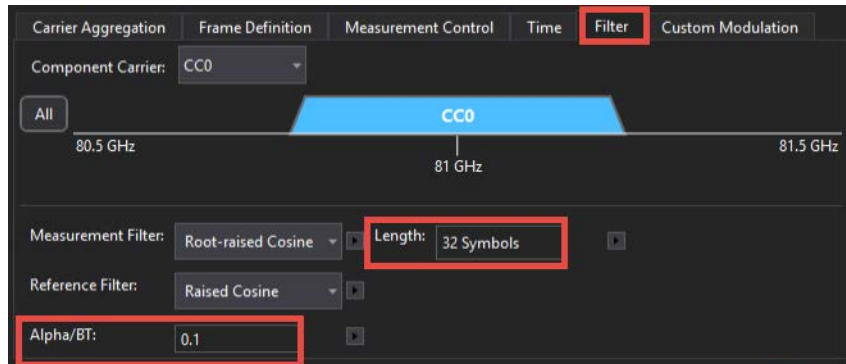 Carrier Aggregation Frame Definition Measurement Control Time Filter Custom Modulation
Component Carrier: CC0
All
CC0
80.5 GHz 81 GHz 81.5 GHz
Measurement Filter: Root-raised Cosine Length: 32 Symbols
Reference Filter: Raised Cosine
Alpha/BT: 0.1